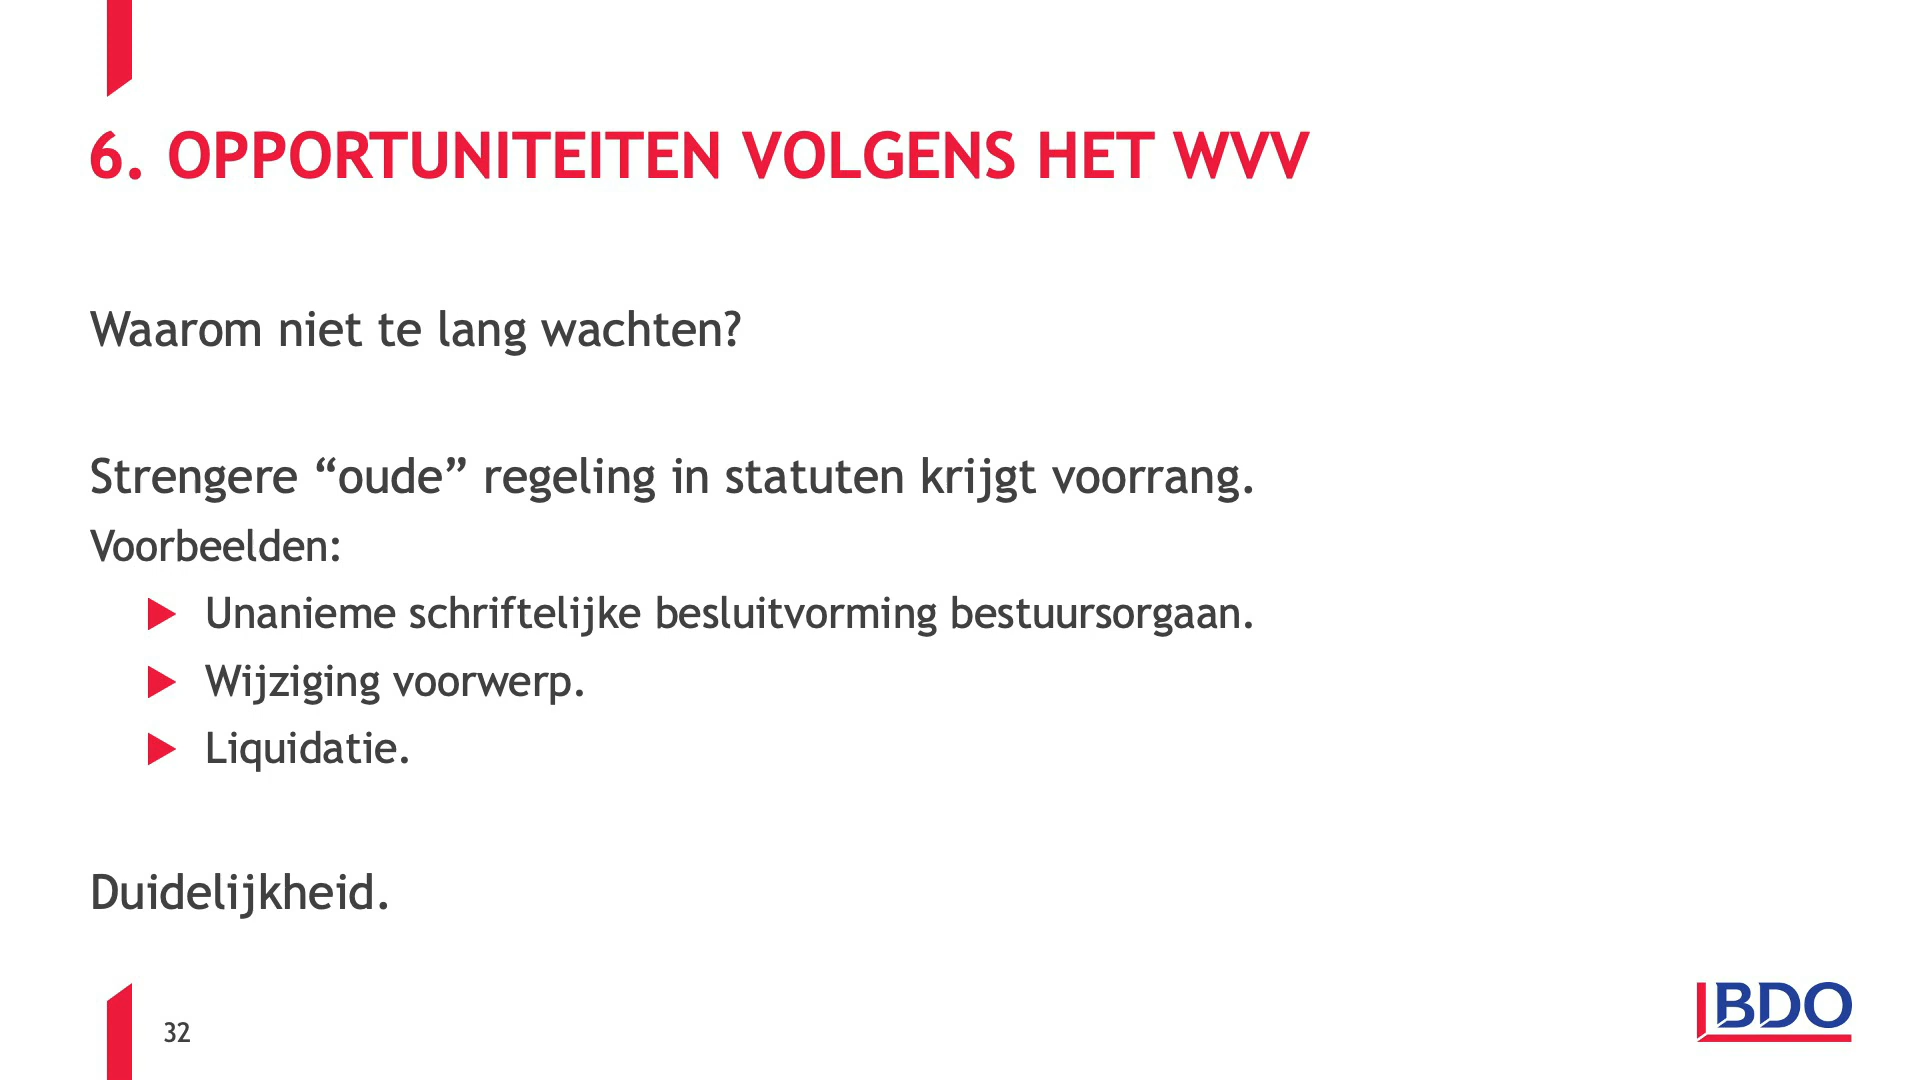 6. OPPORTUNITEITEN VOLGENS HET WVV
Waarom niet te lang wachten?
Strengere “oude” regeling in statuten krijgt voorrang.
Voorbeelden:
Unanieme schriftelijke besluitvorming bestuursorgaan.
Wijziging voorwerp.
Liquidatie.
Duidelijkheid.
32
BDO